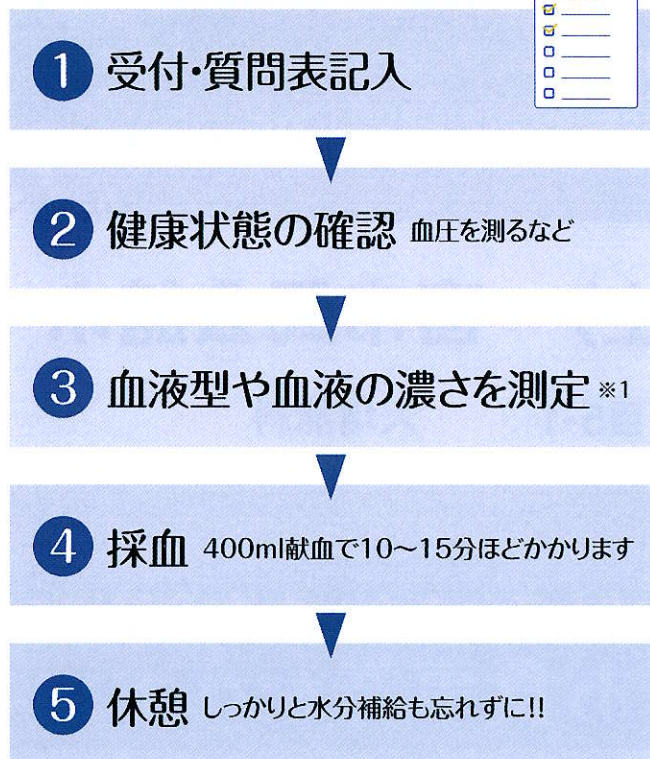 1 受付・質問表記入
2 健康状態の確認 血圧を測るなど
3 血液型や血液の濃さを測定 ※1
4 採血 400ml献血で10〜15分ほどかかります
5 休憩 しっかりと水分補給も忘れずに!!